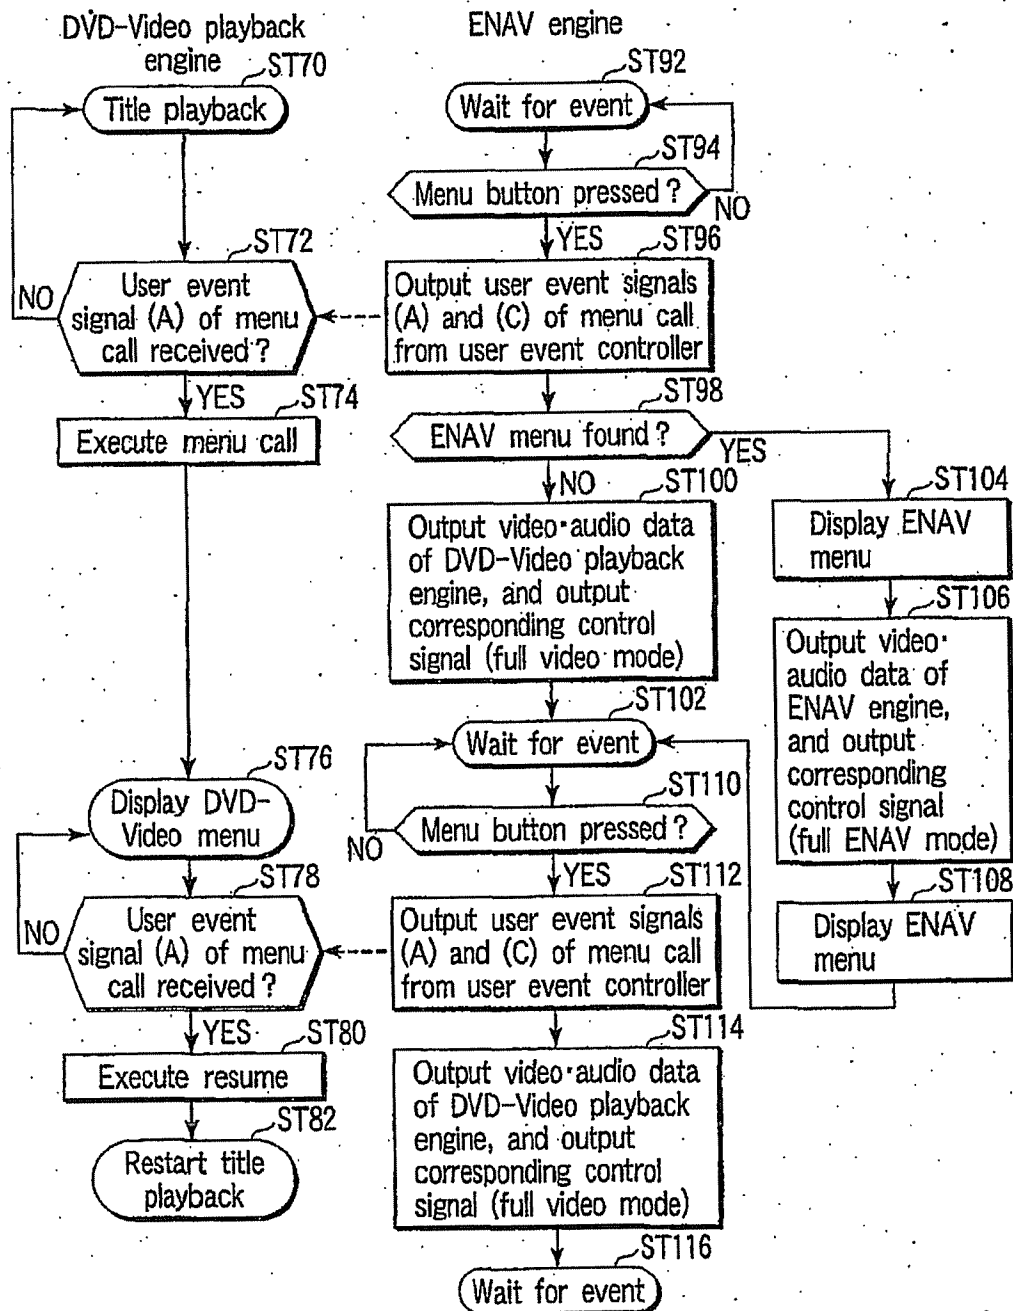 DVD-Video playback
engine
ST70
Title playback
ST72
User event
signal (A) of menu
call received?
NO
YES
ST74
Execute menu call
ST76
Display DVD-
Video menu
ST78
User event
signal (A) of menu
call received?
NO
YES
ST80
Execute resume
ST82
Restart title
playback
ENAV engine
ST92
Wait for event
ST94
Menu button pressed?
NO
YES
ST96
Output user event signals
(A) and (C) of menu call
from user event controller
ST98
ENAV menu found?
YES
NO
ST100
Output video·audio data
of DVD-Video playback
engine, and output
corresponding control
signal (full video mode)
ST102
Wait for event
ST110
Menu button pressed?
NO
YES
ST112
Output user event signals
(A) and (C) of menu call
from user event controller
ST114
Output video·audio data
of DVD-Video playback
engine, and output
corresponding control
signal (full video mode)
ST116
Wait for event
ST104
Display ENAV
menu
ST106
Output video·
audio data of
ENAV engine,
and output
corresponding
control signal
(full ENAV mode)
ST108
Display ENAV
menu